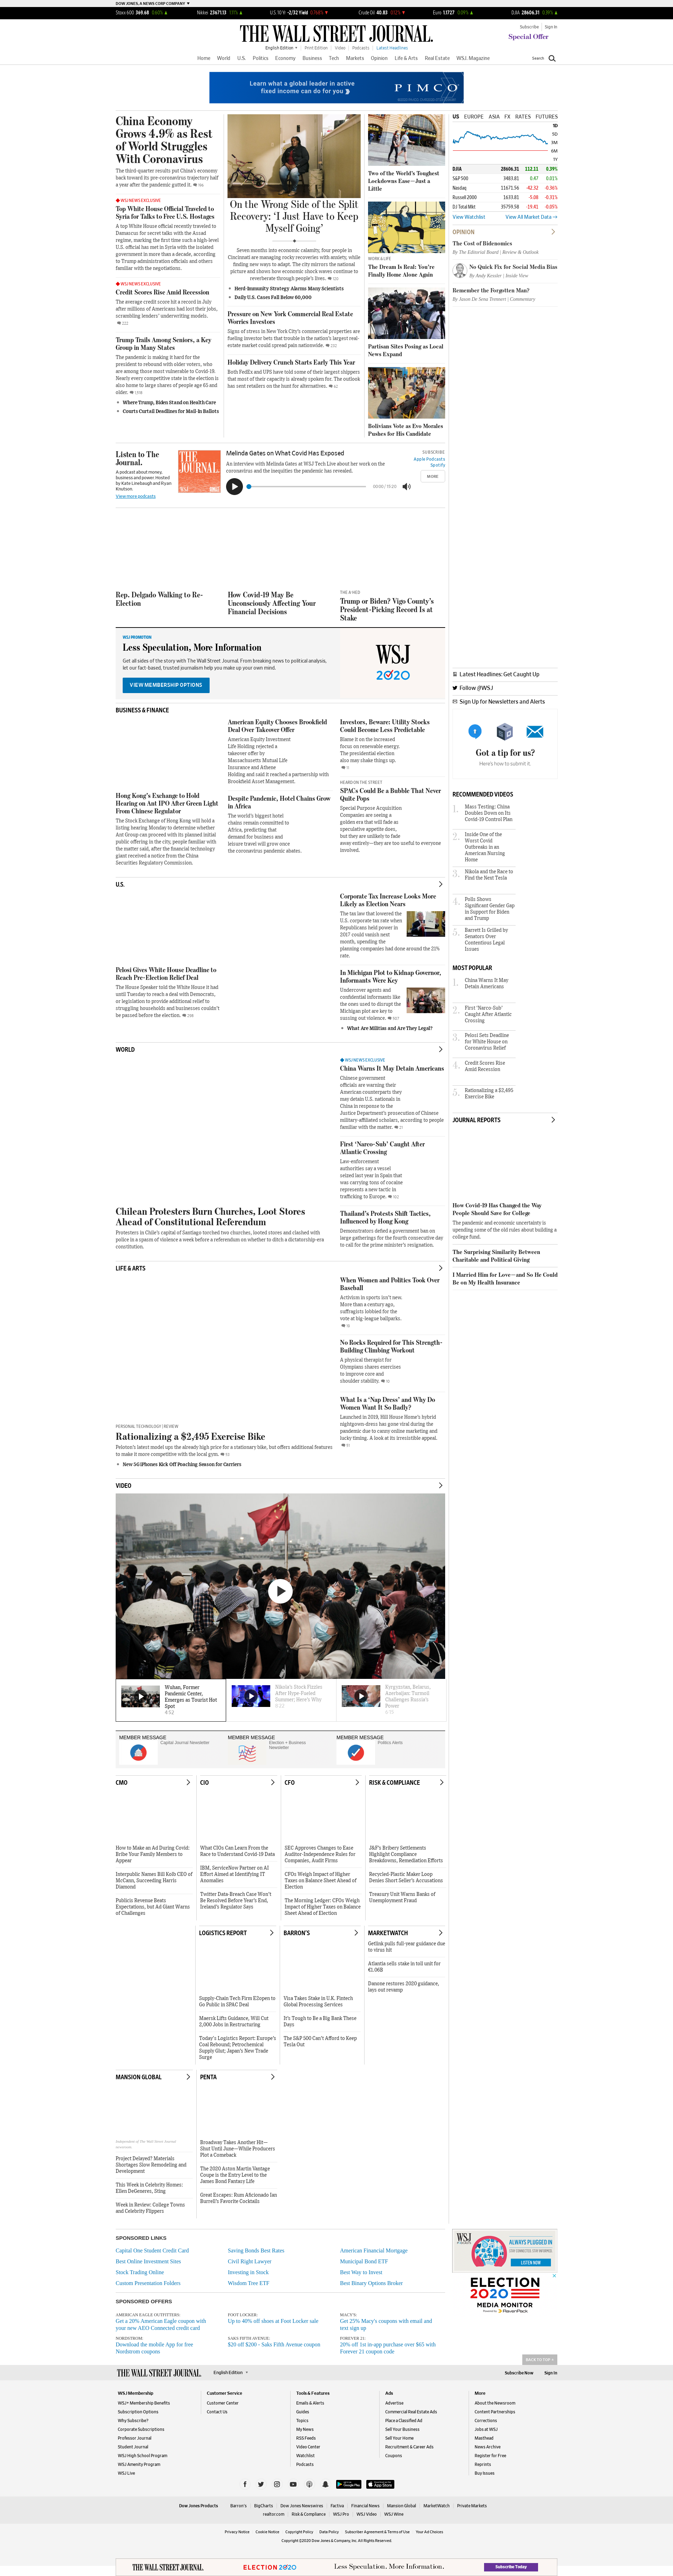 DOW JONES, A NEWS CORP COMPANY
Stoxx 600 369.68 0.60% Nikkei 23671.13 1.11% U.S. 10 Yr -2/32 Yield Crude Oil 40.83 Euro 1.1727 DJIA 28606.31 0.39%
THE WALL STREET JOURNAL.
Subscribe Sign In
Special Offer
English Edition Print Edition Video Podcasts Latest Headlines
Home World U.S. Politics Economy Business Tech Markets Opinion Life & Arts Real Estate WSJ. Magazine Search
Learn what a global leader in active
fixed income can do for you
PIMCO
China Economy
Grows 4.9% as Rest
of World Struggles
With Coronavirus
The third-quarter results put China's economy
back toward its pre-coronavirus trajectory half
a year after the pandemic gutted it.
WSJ NEWS EXCLUSIVE
Top White House Official Traveled to
Syria for Talks to Free U.S. Hostages
A top White House official recently traveled to
Damascus for secret talks with the Assad
regime, marking the first time such a high-level
U.S. official has met in Syria with the isolated
government in more than a decade, according to
Trump administration officials and others
familiar with the negotiations.
WSJ NEWS EXCLUSIVE
Credit Scores Rise Amid Recession
The average credit score hit a record in July
after millions of Americans had lost their jobs,
scrambling lenders' underwriting models.
222
Trump Trails Among Seniors, a Key
Group in Many States
The pandemic is making it hard for the
president to rebound with older voters, who
are among those most vulnerable to Covid-19.
Nearly every competitive state in the election is
also home to large shares of people age 65 and
older.
Where Trump, Biden Stand on Health Care
Courts Curtail Deadlines for Mail-In Ballots
On the Wrong Side of the Split
Recovery: 'I Just Have to Keep
Myself Going'
Seven months into economic calamity, four people in
Cincinnati are managing rocky recoveries every which way, while
finding new ways to adapt. The city mirrors the big national
picture and shows how economic shock waves continue to
reverberate through people's lives.
Herd-Immunity Strategy Alarms Many Scientists
Daily U.S. Cases Fall Below 60,000
Pressure on New York Commercial Real Estate
Worries Investors
Signs of stress in New York City's commercial properties are
fueling investor bets that trouble in the nation's largest real-
estate market could spread pain nationwide.
Holiday Delivery Crunch Starts Early This Year
Both FedEx and UPS have told some of their largest shippers
that most of their capacity is already spoken for. The outlook
has sent retailers on the hunt for alternatives.
Two of the World's Toughest
Lockdowns Ease—Just a
Little
WORK & LIFE
The Dream Is Real: You're
Finally Home Alone Again
Partisan Sites Posing as Local
News Expand
Bolivians Vote as Evo Morales
Pushes for His Candidate
US EUROPE ASIA FX RATES FUTURES
1D
5D
3M
6M
1Y
DJIA 28606.31 112.11 0.39%
S&P 500 3483.81 0.47 0.01%
Nasdaq 11671.56 -42.32 -0.36%
Russell 2000 1633.81 -5.08 -0.31%
DJ Total Mkt 35759.58 -19.41 -0.05%
View Watchlist View All Market Data
OPINION
The Cost of Bidenomics
By The Editorial Board | Review & Outlook
No Quick Fix for Social Media Bias
By Andy Kessler | Inside View
Remember the Forgotten Man?
By Jason De Sena Trennert | Commentary
Listen to The
Journal.
A podcast about money,
business and power. Hosted
by Kate Linebaugh and Ryan
Knutson
View more podcasts
THE JOURNAL.
Melinda Gates on What Covid Has Exposed
An interview with Melinda Gates at WSJ Tech Live about her work on the
coronavirus and the inequities the pandemic has revealed.
SUBSCRIBE
Apple Podcasts
Spotify
MORE
Rep. Delgado Walking to Re-
Election
How Covid-19 May Be
Unconsciously Affecting Your
Financial Decisions
THE A-HED
Trump or Biden? Vigo County's
President-Picking Record Is at
Stake
WSJ PROMOTION
Less Speculation, More Information
Get all sides of the story with The Wall Street Journal. From breaking news to political analysis,
let our fact-based, trusted journalism help you make up your own mind.
VIEW MEMBERSHIP OPTIONS
WSJ
2020
Latest Headlines: Get Caught Up
Follow @WSJ
Sign Up for Newsletters and Alerts
Got a tip for us?
Here's how to submit it.
BUSINESS & FINANCE
Hong Kong's Exchange to Hold
Hearing on Ant IPO After Green Light
From Chinese Regulator
The Stock Exchange of Hong Kong will hold a
listing hearing Monday to determine whether
Ant Group can proceed with its planned initial
public offering, people familiar with the matter
the matter said, after the financial technology
giant received a notice from the China
Securities Regulatory Commission.
American Equity Chooses Brookfield
Deal Over Takeover Offer
American Equity Investment
Life Holding rejected a
takeover offer by
Massachusetts Mutual Life
Insurance and Athene
Holding and said it reached a partnership with
Brookfield Asset Management.
Despite Pandemic, Hotel Chains Grow
in Africa
The world's biggest hotel
chains remain committed to
Africa, predicting that
demand for business and
leisure travel will grow once
the coronavirus pandemic abates.
Investors, Beware: Utility Stocks
Could Become Less Predictable
Blame it on the increased
focus on renewable energy.
The presidential election
also may shake things up.
HEARD ON THE STREET
SPACs Could Be a Bubble That Never
Quite Pops
Special Purpose Acquisition
Companies are seeing a
golden era that will fade as
speculative appetite does,
but they are unlikely to fade
away entirely—they are too useful to everyone
involved.
RECOMMENDED VIDEOS
1. Mass Testing: China
Doubles Down on Its
Covid-19 Control Plan
2. Inside One of the
Worst Covid
Outbreaks in an
American Nursing
Home
3. Nikola and the Race to
Find the Next Tesla
4. Polls Shows
Significant Gender Gap
in Support for Biden
and Trump
5. Barrett Is Grilled by
Senators Over
Contentious Legal
Issues
U.S.
Pelosi Gives White House Deadline to
Reach Pre-Election Relief Deal
The House Speaker told the White House it had
until Tuesday to reach a deal with Democrats,
or legislation to provide additional relief to
struggling households and businesses couldn't
be passed before the election.
Corporate Tax Increase Looks More
Likely as Election Nears
The tax law that lowered the
U.S. corporate tax rate when
Republicans held power in
2017 could vanish next
month, upending the
planning companies had done around the 21%
rate.
In Michigan Plot to Kidnap Governor,
Informants Were Key
Undercover agents and
confidential informants like
the ones used to disrupt the
Michigan plot are key to
sussing out violence.
What Are Militias and Are They Legal?
MOST POPULAR
1. China Warns It May
Detain Americans
2. First 'Narco-Sub'
Caught After Atlantic
Crossing
3. Pelosi Sets Deadline
for White House on
Coronavirus Relief
4. Credit Scores Rise
Amid Recession
5. Rationalizing a $2,495
Exercise Bike
WORLD
Chilean Protesters Burn Churches, Loot Stores
Ahead of Constitutional Referendum
Protesters in Chile's capital of Santiago torched two churches, looted stores and clashed with
police in a spasm of violence a week before a referendum on whether to ditch a dictatorship-era
constitution.
WSJ NEWS EXCLUSIVE
China Warns It May Detain Americans
Chinese government
officials are warning their
American counterparts they
may detain U.S. nationals in
China in response to the
Justice Department's prosecution of Chinese
military-affiliated scholars, according to people
familiar with the matter.
First 'Narco-Sub' Caught After
Atlantic Crossing
Law-enforcement
authorities say a vessel
seized last year in Spain that
was carrying tons of cocaine
represents a new tactic in
trafficking to Europe.
Thailand's Protests Shift Tactics,
Influenced by Hong Kong
Demonstrators defied a government ban on
large gatherings for the fourth consecutive day
to call for the prime minister's resignation.
JOURNAL REPORTS
How Covid-19 Has Changed the Way
People Should Save for College
The pandemic and economic uncertainty is
upending some of the old rules about building a
college fund.
The Surprising Similarity Between
Charitable and Political Giving
I Married Him for Love—and So He Could
Be on My Health Insurance
LIFE & ARTS
PERSONAL TECHNOLOGY | REVIEW
Rationalizing a $2,495 Exercise Bike
Peloton's latest model ups the already high price for a stationary bike, but offers additional features
to make it more competitive with the local gym.
New 5G iPhones Kick Off Poaching Season for Carriers
When Women and Politics Took Over
Baseball
Activism in sports isn't new.
More than a century ago,
suffragists lobbied for the
vote at big-league ballparks.
No Rocks Required for This Strength-
Building Climbing Workout
A physical therapist for
Olympians shares exercises
to improve core and
shoulder stability.
What Is a 'Nap Dress' and Why Do
Women Want It So Badly?
Launched in 2019, Hill House Home's hybrid
nightgown dress has gone viral during the
pandemic due to canny online marketing and
lucky timing. A look at its irresistible appeal.
VIDEO
Wuhan, Former
Pandemic Center,
Emerges as Tourist Hot
Spot
4:52
Nikola's Stock Fizzles
After Hype-Fueled
Summer; Here's Why
Kyrgyzstan, Belarus,
Azerbaijan: Turmoil
Challenges Russia's
Power
MEMBER MESSAGE
Capital Journal Newsletter
MEMBER MESSAGE
Election + Business
Newsletter
MEMBER MESSAGE
Politics Alerts
CMO
How to Make an Ad During Covid:
Bribe Your Family Members to
Appear
Interpublic Names Bill Kolb CEO of
McCann, Succeeding Harris
Diamond
Publicis Revenue Beats
Expectations, but Ad Giant Warns
of Challenges
CIO
What CIOs Can Learn From the
Race to Understand Covid-19 Data
IBM, ServiceNow Partner on AI
Effort Aimed at Identifying IT
Anomalies
Twitter Data-Breach Case Won't
Be Resolved Before Year's End,
Ireland's Regulator Says
CFO
SEC Approves Changes to Ease
Auditor-Independence Rules for
Companies, Audit Firms
CFOs Weigh Impact of Higher
Taxes on Balance Sheet Ahead of
Election
The Morning Ledger: CFOs Weigh
Impact of Higher Taxes on Balance
Sheet Ahead of Election
RISK & COMPLIANCE
J&F's Bribery Settlements
Highlight Compliance
Breakdowns, Remediation Efforts
Recycled-Plastic Maker Loop
Denies Short Seller's Accusations
Treasury Unit Warns Banks of
Unemployment Fraud
LOGISTICS REPORT
Supply-Chain Tech Firm E2open to
Go Public in SPAC Deal
Maersk Lifts Guidance, Will Cut
2,000 Jobs in Restructuring
Today's Logistics Report: Europe's
Coal Rebound; Petrochemical
Supply Glut; Japan's New Trade
Surge
BARRON'S
Visa Takes Stake in U.K. Fintech
Global Processing Services
It's Tough to Be a Big Bank These
Days
The S&P 500 Can't Afford to Keep
Tesla Out
MARKETWATCH
Getlink pulls full-year guidance due
to virus hit
Atlantia sells stake in toll unit for
€1.06B
Danone restores 2020 guidance,
lays out revamp
MANSION GLOBAL
Project Delayed? Materials
Shortages Slow Remodeling and
Development
This Week in Celebrity Homes:
Ellen DeGeneres, Sting
Week in Review: College Towns
and Celebrity Flippers
PENTA
Broadway Takes Another Hit—
Shut Until June—While Producers
Plot a Comeback
The 2020 Aston Martin Vantage
Coupe is the Entry Level to the
James Bond Fantasy Life
Great Escapes: Rum Aficionado Ian
Burrell's Favorite Cocktails
SPONSORED LINKS
Capital One Student Credit Card Saving Bonds Best Rates American Financial Mortgage
Best Online Investment Sites Civil Right Lawyer Municipal Bond ETF
Stock Trading Online Investing in Stock Best Way to Invest
Custom Presentation Folders Wisdom Tree ETF Best Binary Options Broker
SPONSORED OFFERS
AMERICAN EAGLE OUTFITTERS:
Get a 20% American Eagle coupon with
your new AEO Connected credit card
FOOT LOCKER:
Up to 40% off shoes at Foot Locker sale
MACY'S:
Get 25% Macy's coupons with email and
text sign up
NORDSTROM:
Download the mobile App for free
Nordstrom coupons
SAKS FIFTH AVENUE:
$20 off $200 - Saks Fifth Avenue coupon
FOREVER 21:
20% off 1st in-app purchase over $65 with
Forever 21 coupon code
WSJ
ALWAYS PLUGGED IN
LISTEN NOW
ELECTION
2020
MEDIA MONITOR
BACK TO TOP
THE WALL STREET JOURNAL.
English Edition
Subscribe Now Sign In
WSJ Membership
WSJ+ Membership Benefits
Subscription Options
Why Subscribe?
Corporate Subscriptions
Professor Journal
Student Journal
WSJ High School Program
WSJ Amenity Program
WSJ Live
Customer Service
Customer Center
Contact Us
Tools & Features
Emails & Alerts
Guides
Topics
My News
RSS Feeds
Video Center
Watchlist
Podcasts
Ads
Advertise
Commercial Real Estate Ads
Place a Classified Ad
Sell Your Business
Sell Your Home
Recruitment & Career Ads
Coupons
More
About the Newsroom
Content Partnerships
Corrections
Jobs at WSJ
Masthead
News Archive
Register for Free
Reprints
Buy Issues
Google Play
App Store
Dow Jones Products Barron's BigCharts Dow Jones Newswires Factiva Financial News Mansion Global MarketWatch Private Markets
realtor.com Risk & Compliance WSJ Pro WSJ Video WSJ Wine
Privacy Notice Cookie Notice Copyright Policy Data Policy Subscriber Agreement & Terms of Use Your Ad Choices
Copyright ©2020 Dow Jones & Company, Inc. All Rights Reserved.
THE WALL STREET JOURNAL.
ELECTION 2020
Less Speculation. More Information.
Subscribe Today